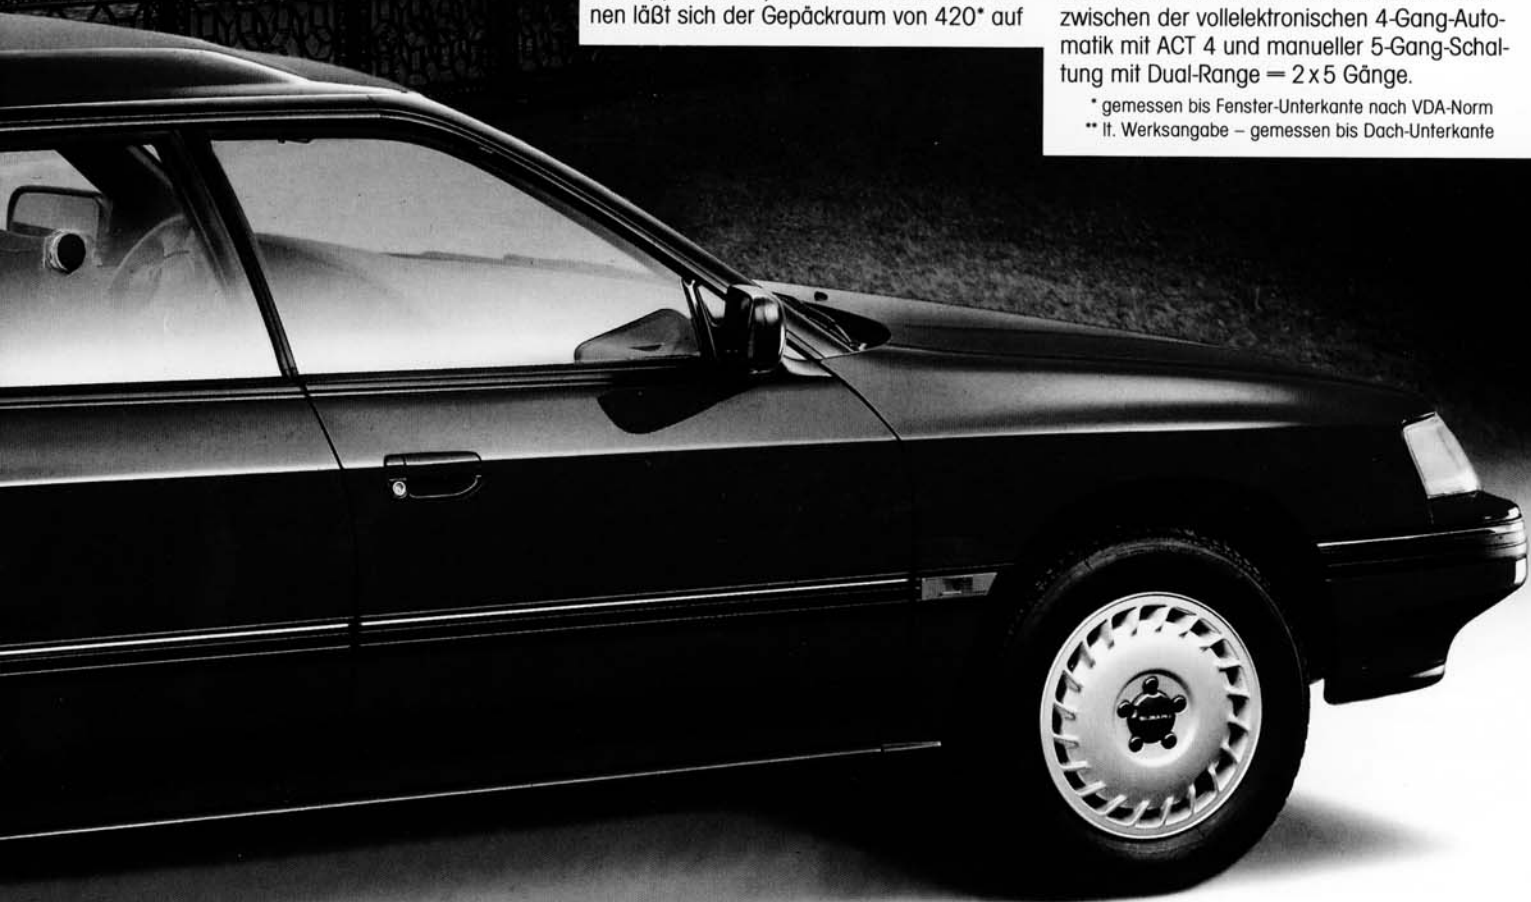 nen läßt sich der Gepäckraum von 420* auf
zwischen der vollelektronischen 4-Gang-Auto-
matik mit ACT 4 und manueller 5-Gang-Schal-
tung mit Dual-Range = 2 x 5 Gänge.
* gemessen bis Fenster-Unterkante nach VDA-Norm
** lt. Werksangabe – gemessen bis Dach-Unterkante
SUBARU